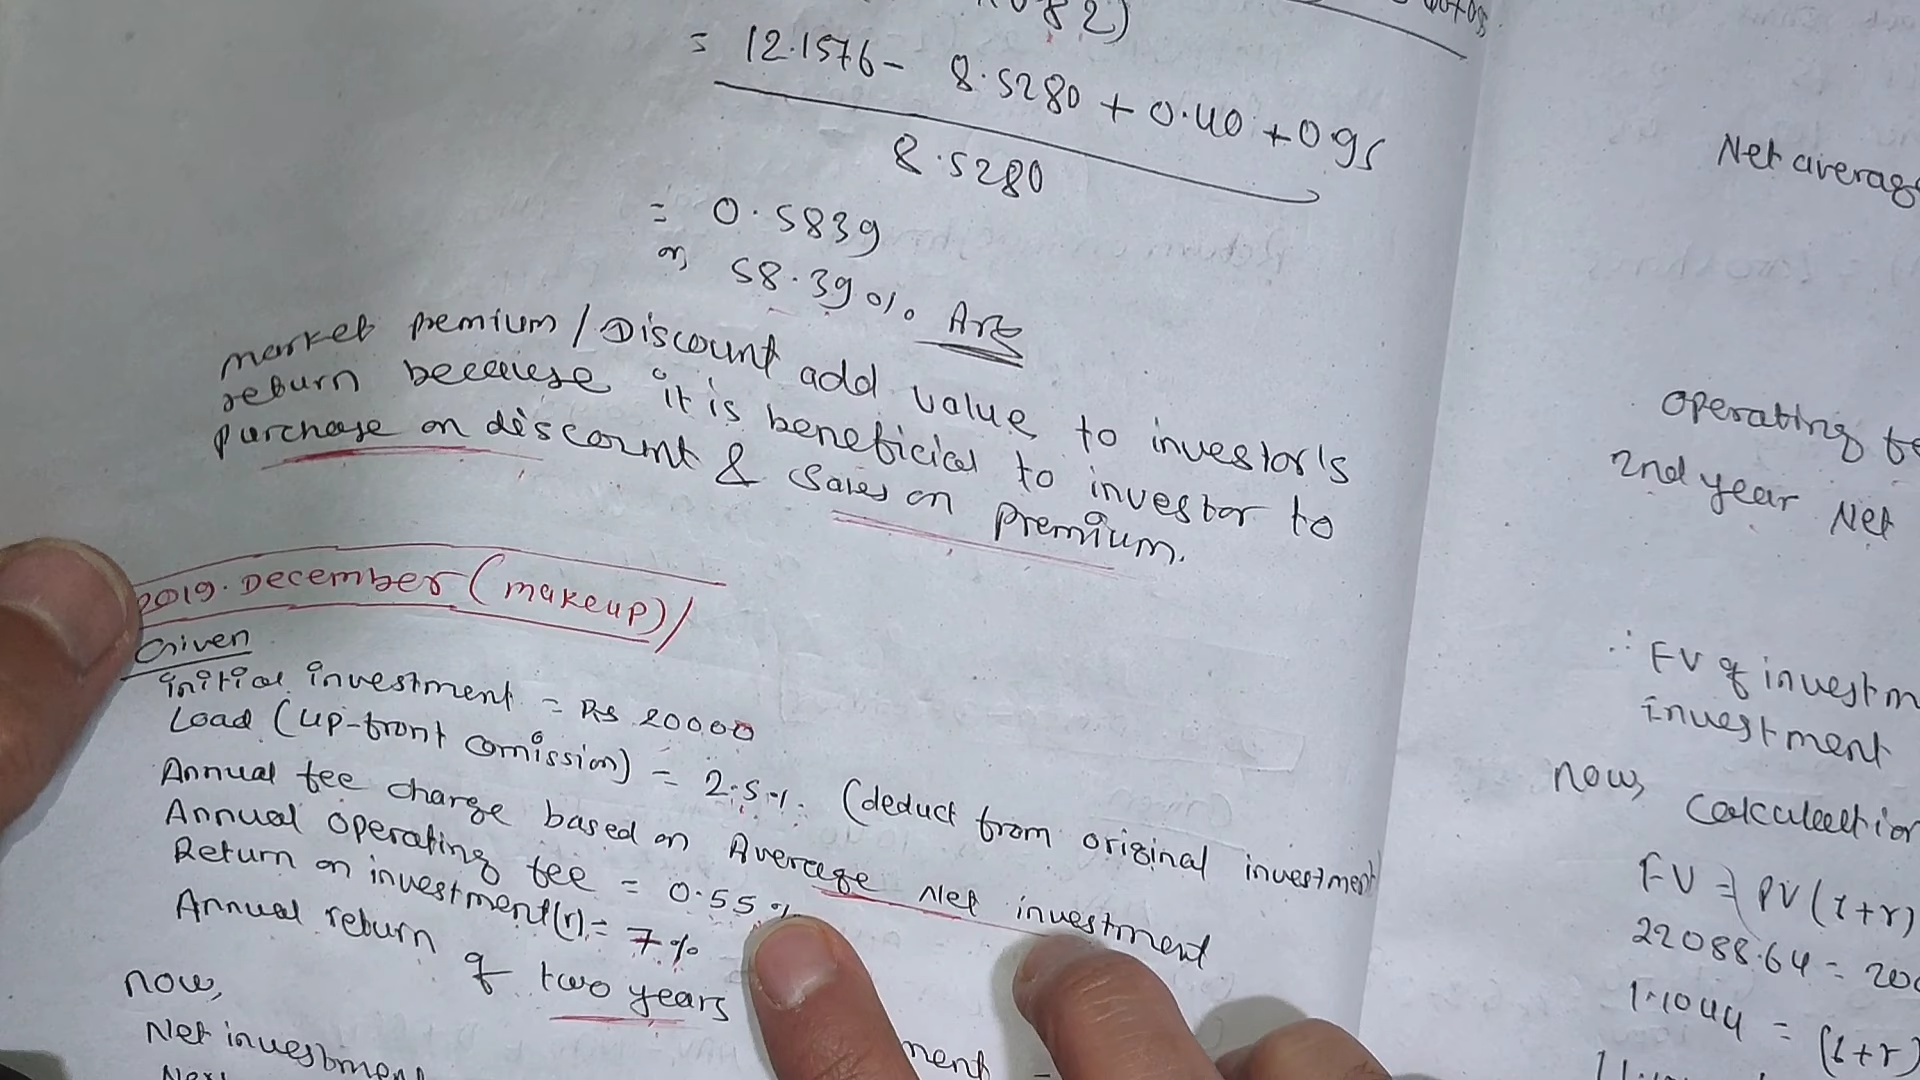 = 12.1576 - 8.5280 + 0.40 + 0.95
8.5280
= 0.5839
or 58.39% Ans
market premium / Discount add value to investor's
return because it is beneficial to investor to
purchase on discount & sales on premium.
2019. December (makeup)/
Given
initial investment = Rs 20000
Load (up-front comission) = 2.5%. (deduct from original investment
Annual fee charge based on Average Net investment
Annual operating fee = 0.55%
Return on investment(r) = 7%
Annual return of two years
now,
Net investment
ment =
Net
Net averag
operating fe
2nd year Net
∴ FV of investm
investment
now, calculation
FV = PV(1+r)
22088.64 = 200
1.1044 = (1+r)